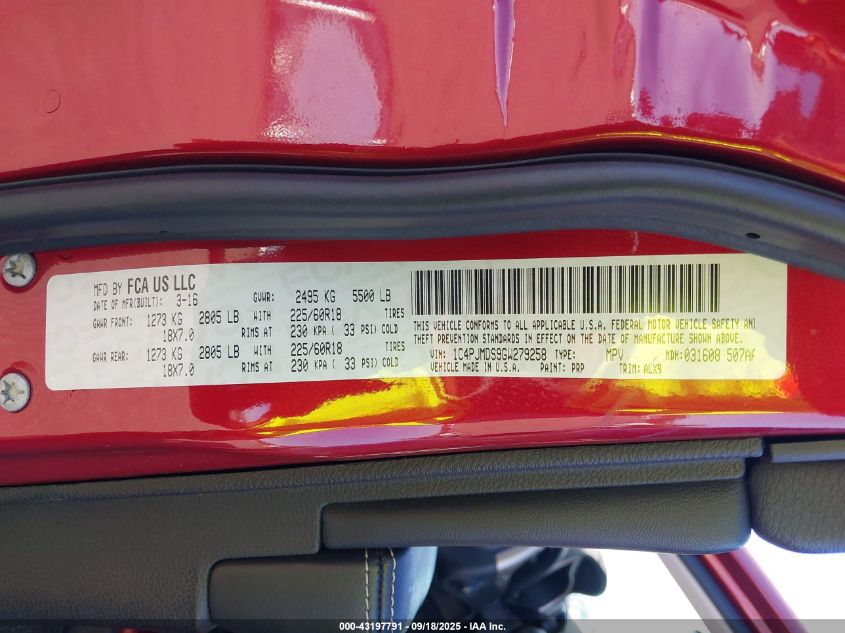 MFD BY FCA US LLC
DATE OF MFR(BUILT): 3-16 GVWR: 2495 KG 5500 LB
GAWR FRONT: 1273 KG 2805 LB WITH 225/60R18 TIRES
18X7.0 RIMS AT 230 KPA ( 33 PSI) COLD
GAWR REAR: 1273 KG 2805 LB WITH 225/60R18 TIRES
18X7.0 RIMS AT 230 KPA ( 33 PSI) COLD
THIS VEHICLE CONFORMS TO ALL APPLICABLE U.S.A. FEDERAL MOTOR VEHICLE SAFETY AND
THEFT PREVENTION STANDARDS IN EFFECT ON THE DATE OF MANUFACTURE SHOWN ABOVE.
VIN: 1C4PJMDS9GW279258 TYPE: MPV MDH: 031608 507AF
VEHICLE MADE IN U.S.A. PAINT: PRP TRIM: ALX9
000-43197791 - 09/18/2025 - IAA Inc.